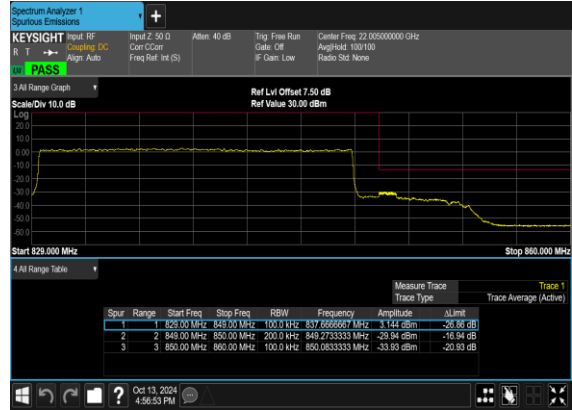 Spectrum Analyzer 1
Spurious Emissions
KEYSIGHT Input: RF Input Z: 50 Ω Atten: 40 dB Trig: Free Run Center Freq: 22.005000000 GHz
R T Coupling: DC Corr CCorr Gate: Off Avg|Hold: 100/100
Align: Auto Freq Ref: Int (S) IF Gain: Low Radio Std: None
LW PASS
3 All Range Graph
Ref Lvl Offset 7.50 dB
Scale/Div 10.0 dB Ref Value 30.00 dBm
Log
20.0
10.0
0.00
-10.0
-20.0
-30.0
-40.0
-50.0
-60.0
Start 829.000 MHz Stop 860.000 MHz
4 All Range Table
Measure Trace Trace 1
Trace Type Trace Average (Active)
Spur Range Start Freq Stop Freq RBW Frequency Amplitude ΔLimit
1 1 829.00 MHz 849.00 MHz 100.0 kHz 837.6666667 MHz 3.144 dBm -26.86 dB
2 2 849.00 MHz 850.00 MHz 200.0 kHz 849.2733333 MHz -29.94 dBm -16.94 dB
3 3 850.00 MHz 860.00 MHz 100.0 kHz 850.0833333 MHz -33.93 dBm -20.93 dB
? Oct 13, 2024
4:56:53 PM